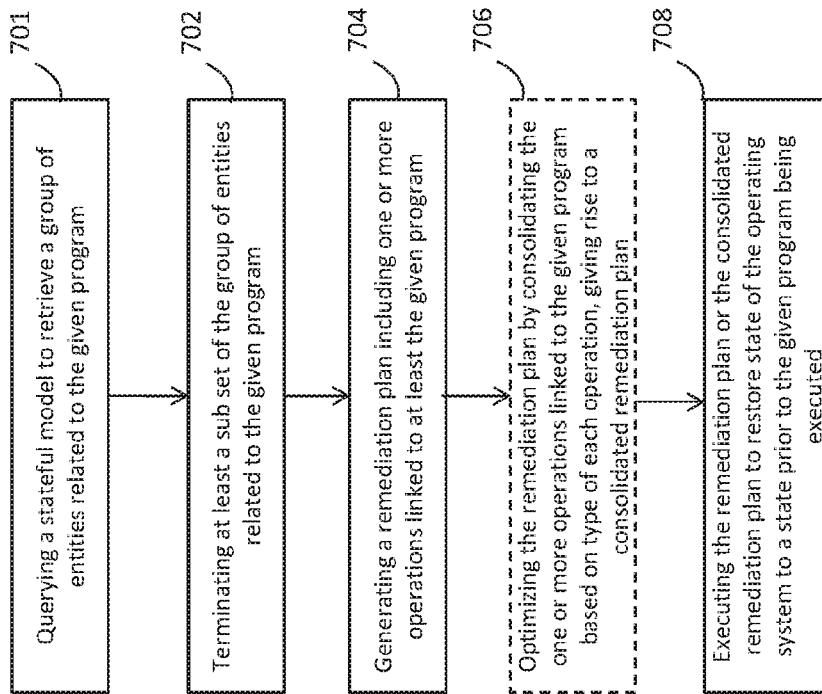 701
Querying a stateful model to retrieve a group of
entities related to the given program
702
Terminating at least a sub set of the group of entities
related to the given program
704
Generating a remediation plan including one or more
operations linked to at least the given program
706
Optimizing the remediation plan by consolidating the
one or more operations linked to the given program
based on type of each operation, giving rise to a
consolidated remediation plan
708
Executing the remediation plan or the consolidated
remediation plan to restore state of the operating
system to a state prior to the given program being
executed